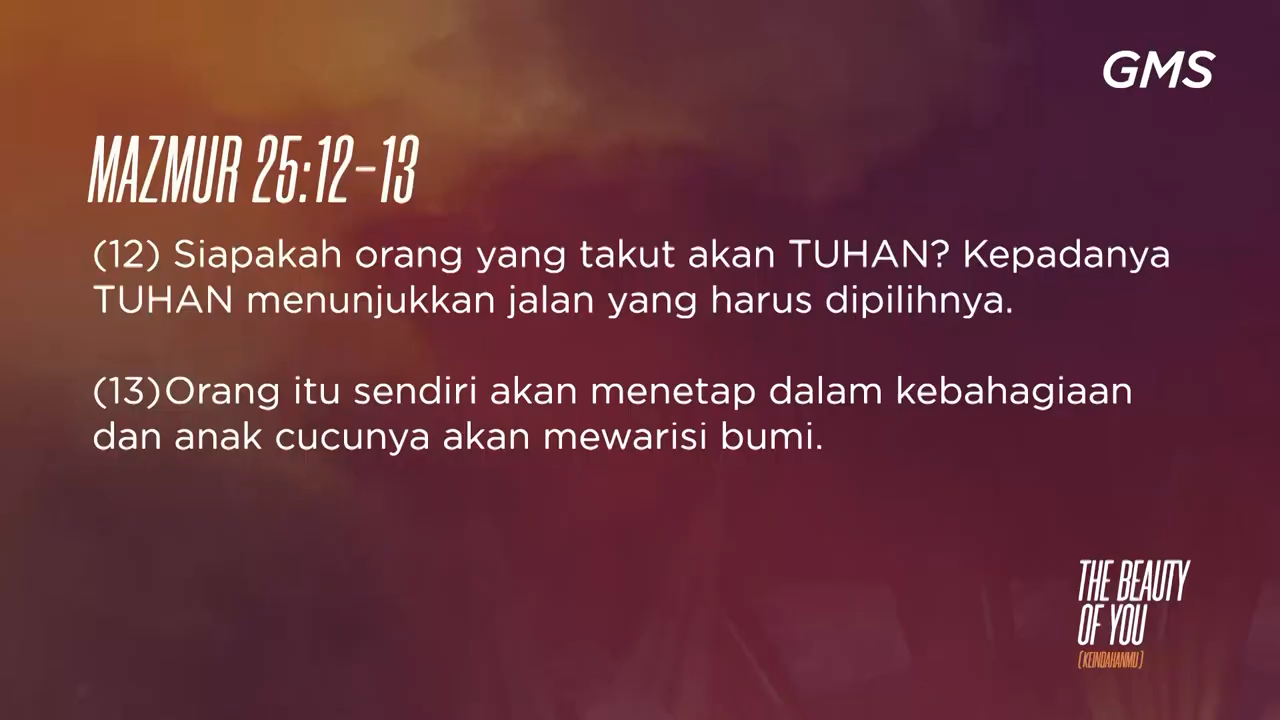 GMS
MAZMUR 25:12-13
(12) Siapakah orang yang takut akan TUHAN? Kepadanya
TUHAN menunjukkan jalan yang harus dipilihnya.
(13)Orang itu sendiri akan menetap dalam kebahagiaan
dan anak cucunya akan mewarisi bumi.
THE BEAUTY
OF YOU
(KEINDAHANMU)